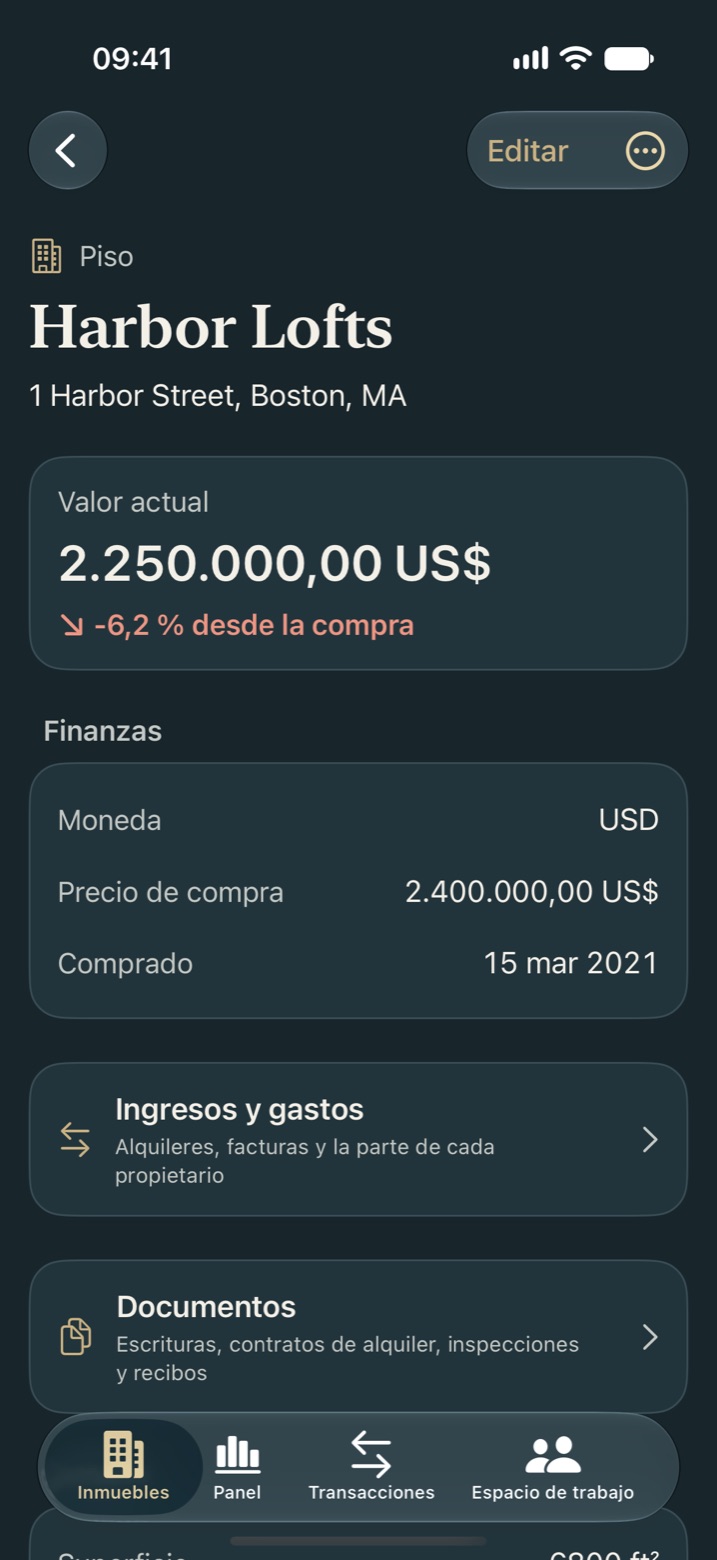 09:41
Editar
Piso
Harbor Lofts
1 Harbor Street, Boston, MA
Valor actual
2.250.000,00 US$
-6,2 % desde la compra
Finanzas
Moneda USD
Precio de compra 2.400.000,00 US$
Comprado 15 mar 2021
Ingresos y gastos
Alquileres, facturas y la parte de cada
propietario
Documentos
Escrituras, contratos de alquiler, inspecciones
y recibos
Inmuebles Panel Transacciones Espacio de trabajo